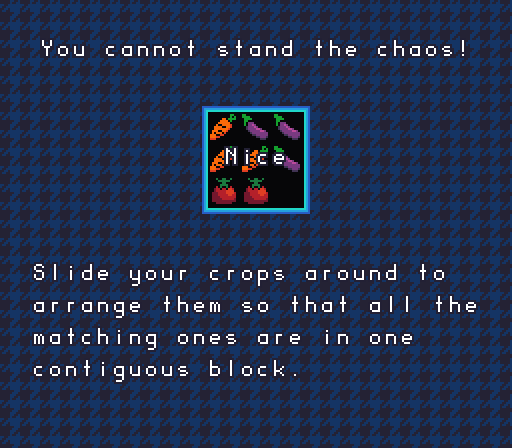 You cannot stand the chaos!
Nice
Slide your crops around to
arrange them so that all the
matching ones are in one
contiguous block.